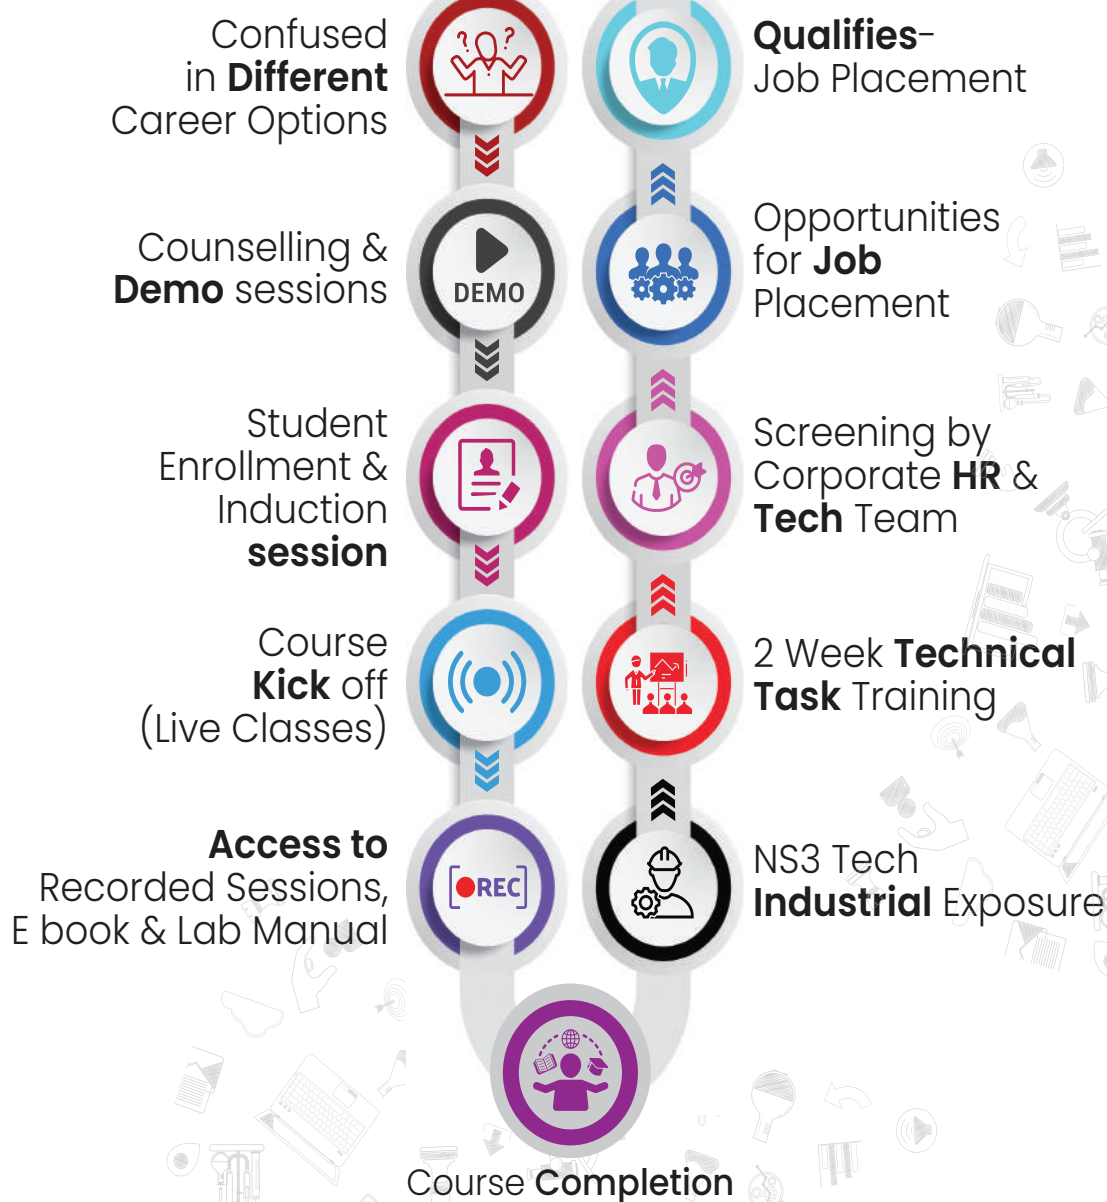 Confused
in Different
Career Options
Counselling &
DEMO
Demo sessions
Student
Enrollment &
Induction
session
Course
Kick off
(Live Classes)
Access to
Recorded Sessions,
E book & Lab Manual
REC
Course Completion
NS3 Tech
Industrial Exposure
2 Week Technical
Task Training
Screening by
Corporate HR &
Tech Team
Opportunities
for Job
Placement
Qualifies-
Job Placement